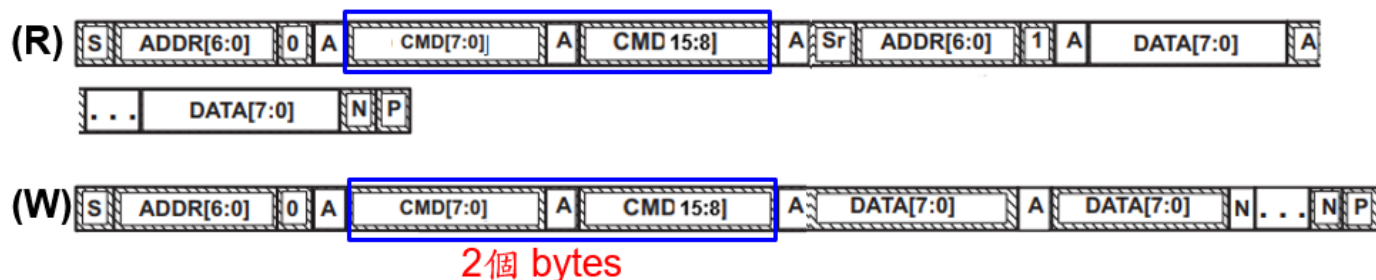 (R) S ADDR[6:0] 0 A CMD[7:0] A CMD 15:8] A Sr ADDR[6:0] 1 A DATA[7:0] A
. . . DATA[7:0] N P
(W) S ADDR[6:0] 0 A CMD[7:0] A CMD 15:8] A DATA[7:0] A DATA[7:0] N . . . N P
2個 bytes